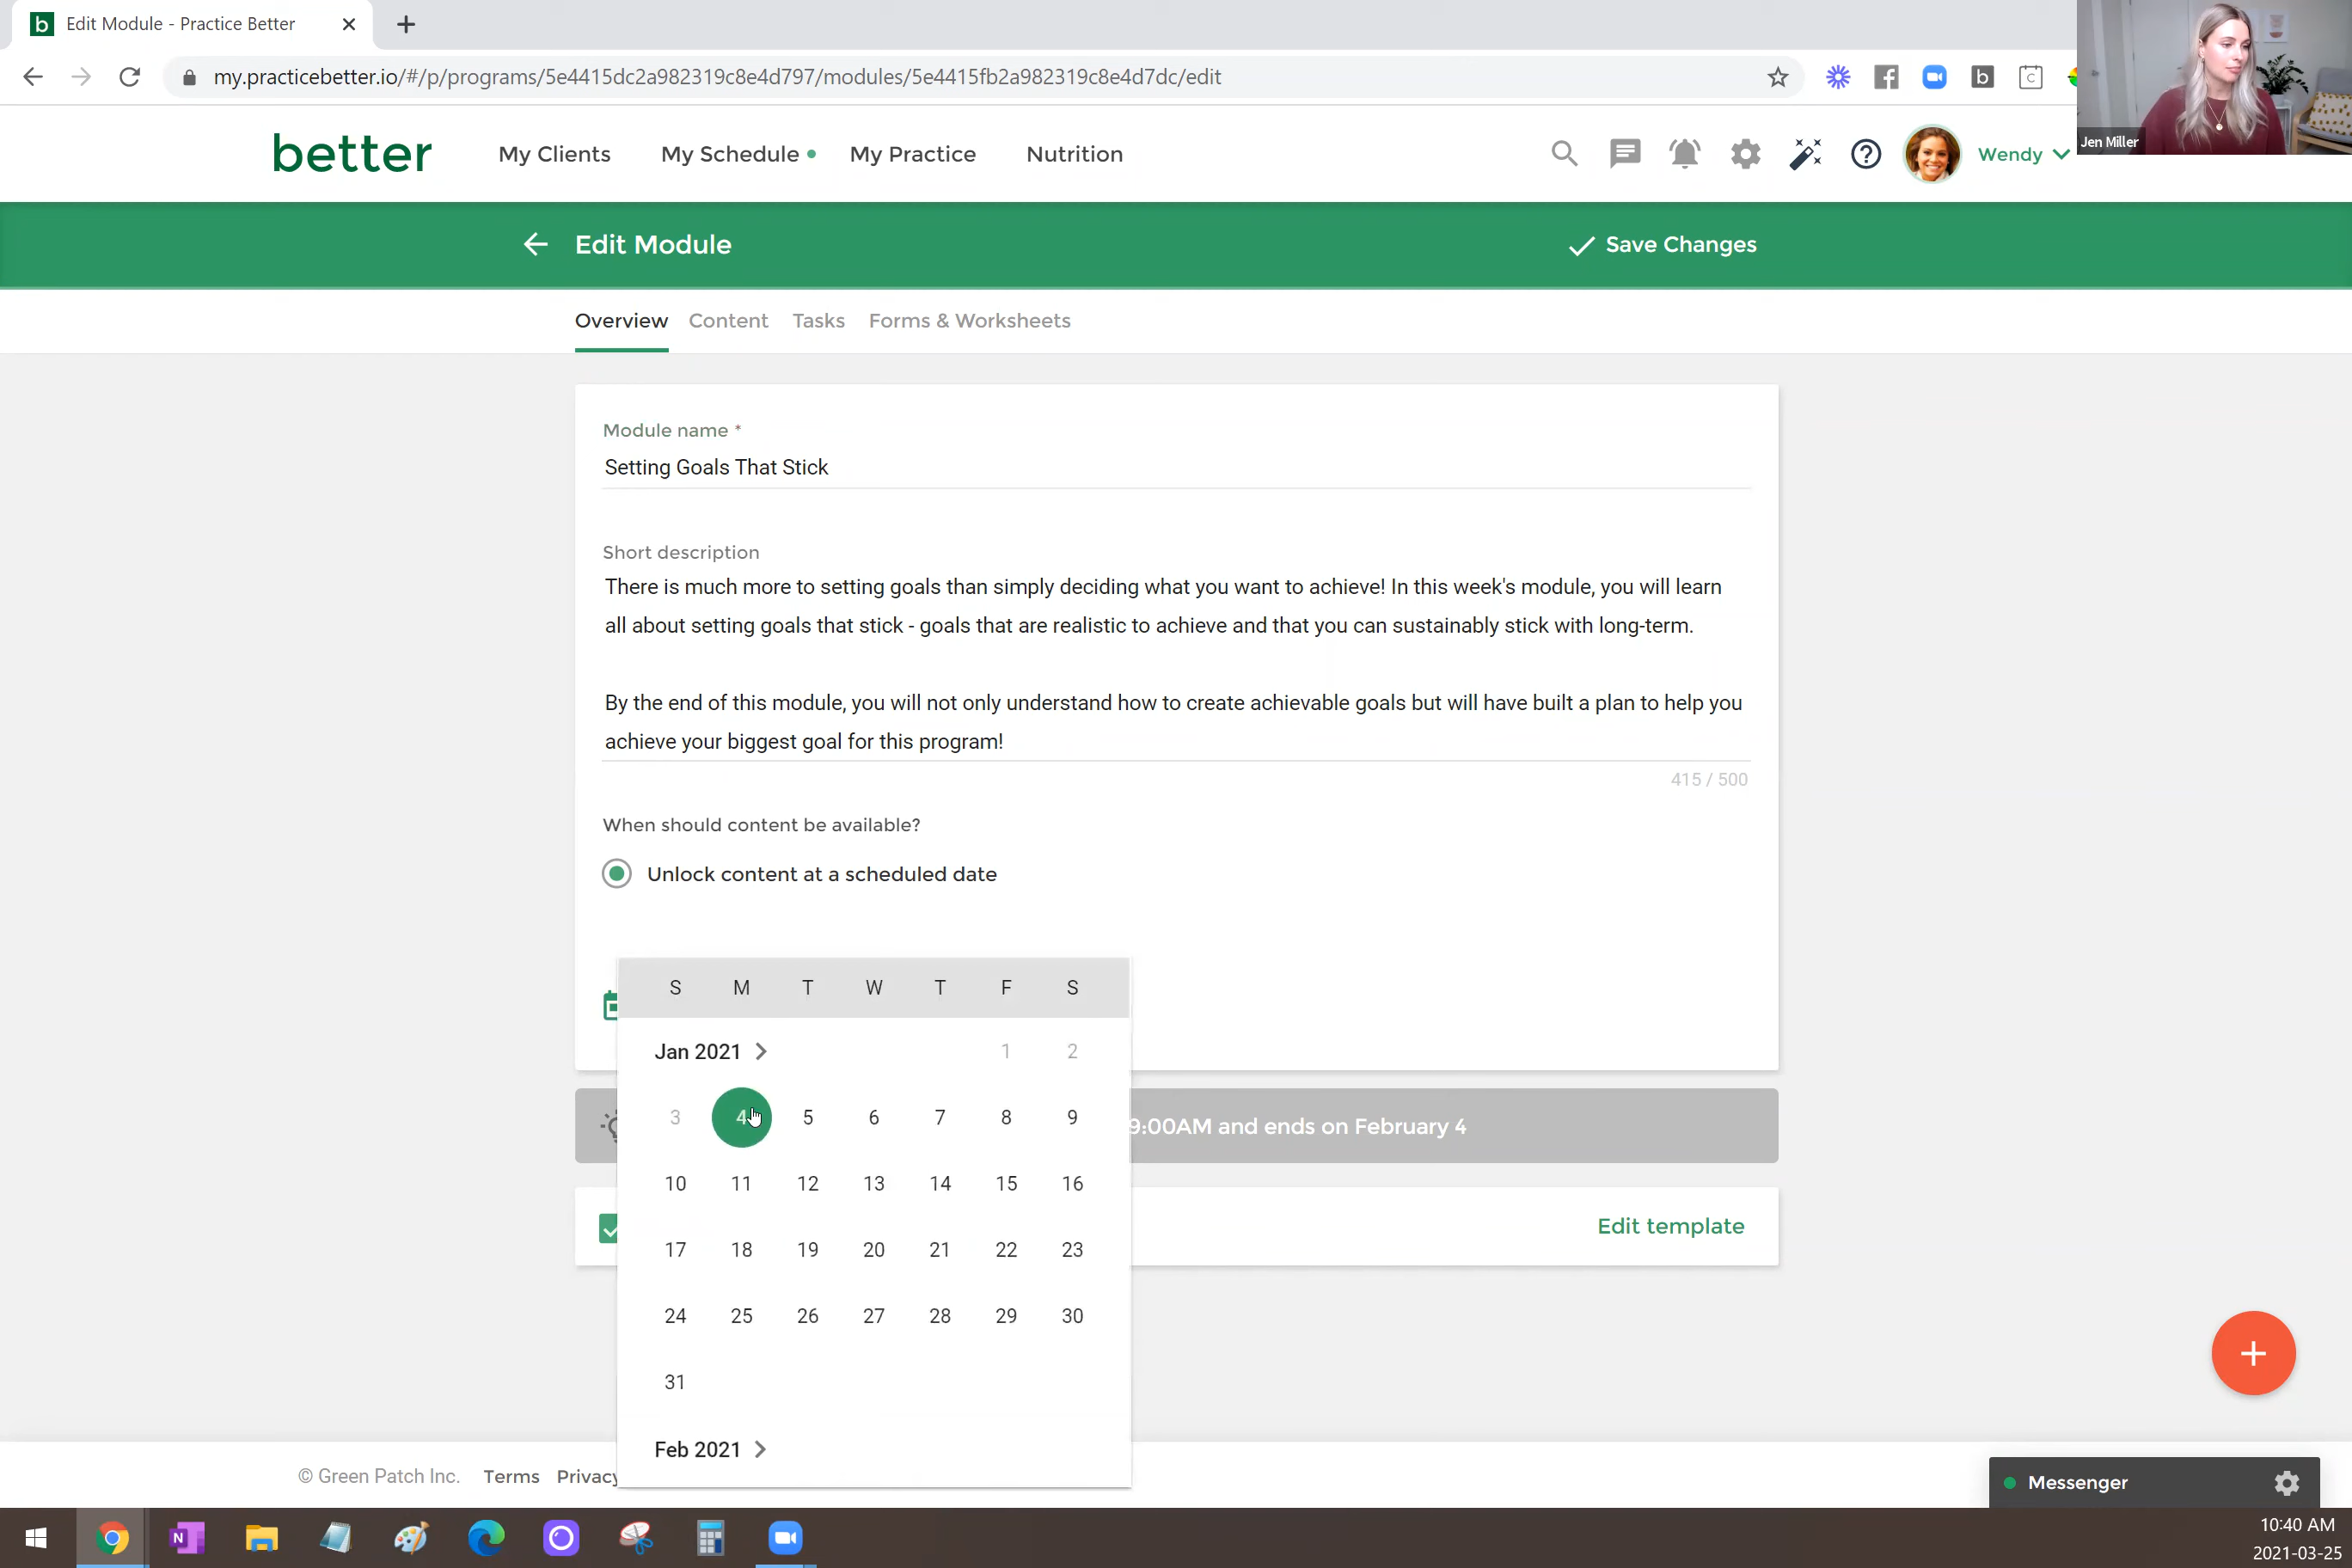 b Edit Module - Practice Better
my.practicebetter.io/#/p/programs/5e4415dc2a982319c8e4d797/modules/5e4415fb2a982319c8e4d7dc/edit
b
C
Jen Miller
better My Clients My Schedule My Practice Nutrition Wendy
Edit Module Save Changes
Overview Content Tasks Forms & Worksheets
Module name *
Setting Goals That Stick
Short description
There is much more to setting goals than simply deciding what you want to achieve! In this week's module, you will learn
all about setting goals that stick - goals that are realistic to achieve and that you can sustainably stick with long-term.
By the end of this module, you will not only understand how to create achievable goals but will have built a plan to help you
achieve your biggest goal for this program!
415 / 500
When should content be available?
Unlock content at a scheduled date
S M T W T F S
Jan 2021 1 2
3 4 5 6 7 8 9
9:00AM and ends on February 4
10 11 12 13 14 15 16
Edit template
17 18 19 20 21 22 23
24 25 26 27 28 29 30
31
Feb 2021
© Green Patch Inc. Terms Privacy
Messenger
N
10:40 AM
2021-03-25